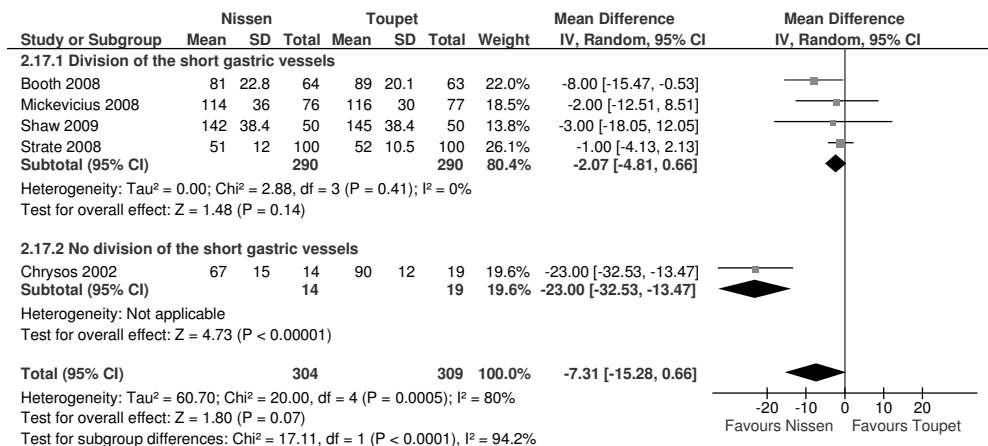 Nissen Toupet Mean Difference Mean Difference
Study or Subgroup Mean SD Total Mean SD Total Weight IV, Random, 95% CI IV, Random, 95% CI
2.17.1 Division of the short gastric vessels
Booth 2008 81 22.8 64 89 20.1 63 22.0% -8.00 [-15.47, -0.53]
Mickevicius 2008 114 36 76 116 30 77 18.5% -2.00 [-12.51, 8.51]
Shaw 2009 142 38.4 50 145 38.4 50 13.8% -3.00 [-18.05, 12.05]
Strate 2008 51 12 100 52 10.5 100 26.1% -1.00 [-4.13, 2.13]
Subtotal (95% CI) 290 290 80.4% -2.07 [-4.81, 0.66]
Heterogeneity: Tau² = 0.00; Chi² = 2.88, df = 3 (P = 0.41); I² = 0%
Test for overall effect: Z = 1.48 (P = 0.14)
2.17.2 No division of the short gastric vessels
Chrysos 2002 67 15 14 90 12 19 19.6% -23.00 [-32.53, -13.47]
Subtotal (95% CI) 14 19 19.6% -23.00 [-32.53, -13.47]
Heterogeneity: Not applicable
Test for overall effect: Z = 4.73 (P < 0.00001)
Total (95% CI) 304 309 100.0% -7.31 [-15.28, 0.66]
Heterogeneity: Tau² = 60.70; Chi² = 20.00, df = 4 (P = 0.0005); I² = 80%
Test for overall effect: Z = 1.80 (P = 0.07)
Test for subgroup differences: Chi² = 17.11, df = 1 (P < 0.0001), I² = 94.2%
-20 -10 0 10 20
Favours Nissen Favours Toupet